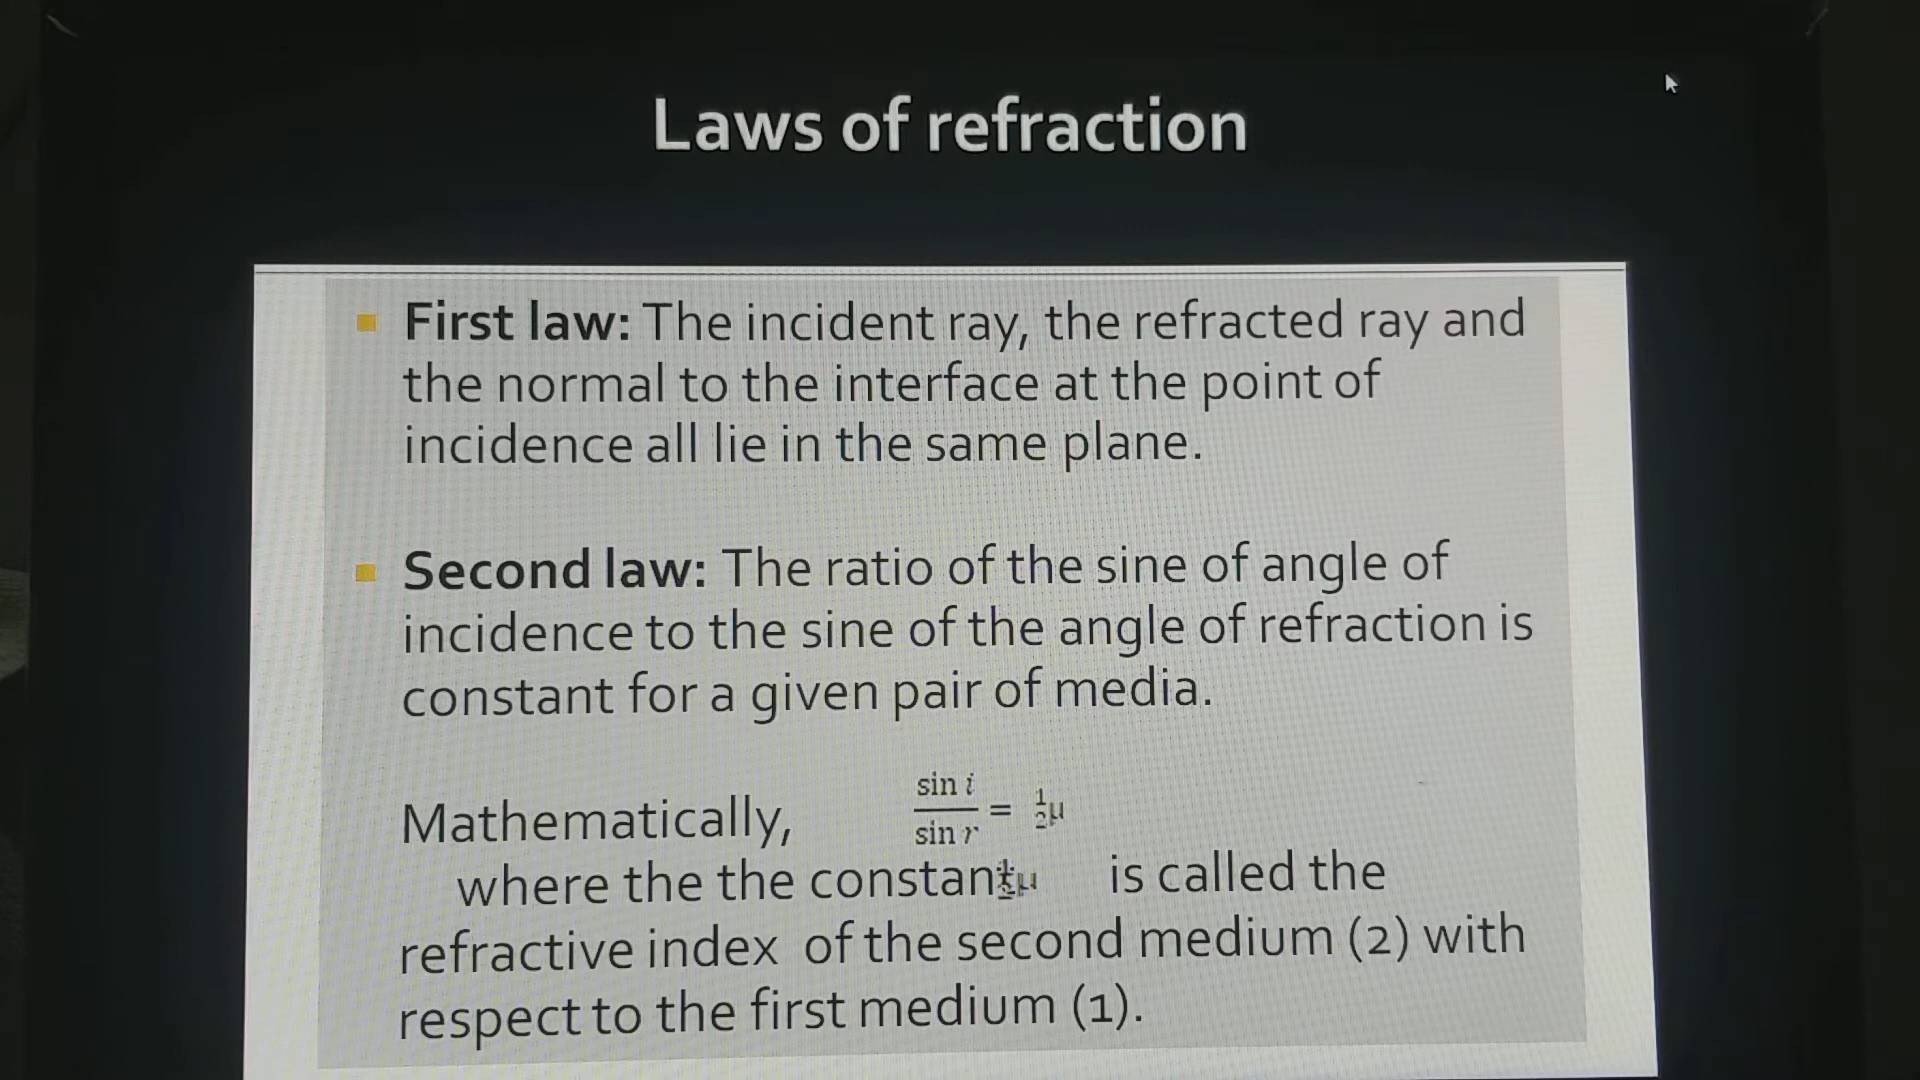 Laws of refraction
First law: The incident ray, the refracted ray and
the normal to the interface at the point of
incidence all lie in the same plane.
Second law: The ratio of the sine of angle of
incidence to the sine of the angle of refraction is
constant for a given pair of media.
Mathematically, sin i / sin r = ¹₂μ
where the the constant ¹₂μ is called the
refractive index of the second medium (2) with
respect to the first medium (1).